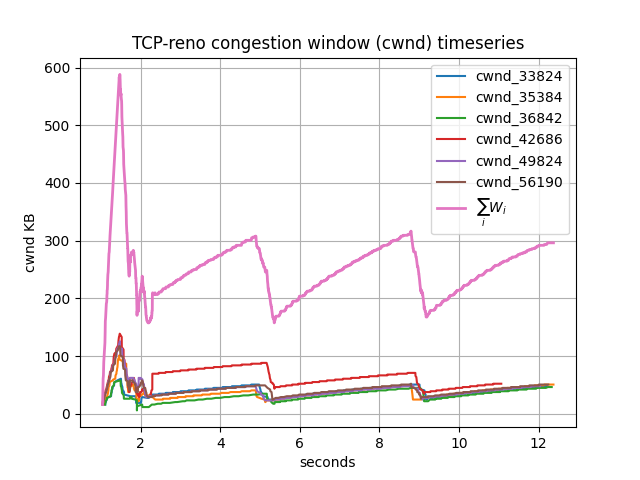 TCP-reno congestion window (cwnd) timeseries
600
500
400
300
200
100
0
cwnd KB
cwnd_33824
cwnd_35384
cwnd_36842
cwnd_42686
cwnd_49824
cwnd_56190
∑ Wᵢ
i
2 4 6 8 10 12
seconds